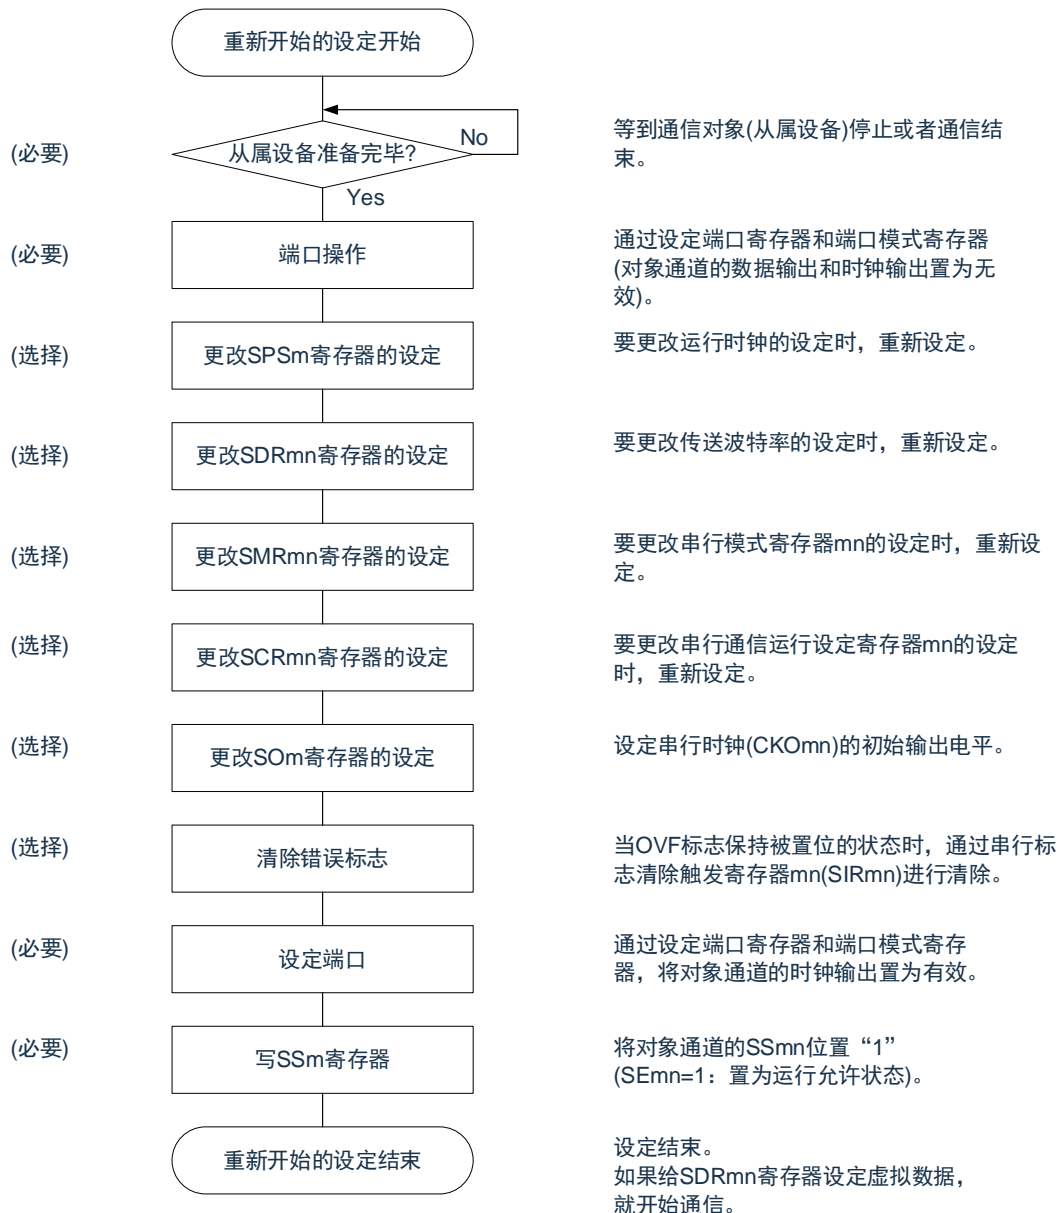 重新开始的设定开始
No
(必要)
从属设备准备完毕?
等到通信对象(从属设备)停止或者通信结
束。
Yes
(必要)
端口操作
通过设定端口寄存器和端口模式寄存器
(对象通道的数据输出和时钟输出置为无
效)。
(选择)
更改SPSm寄存器的设定
要更改运行时钟的设定时，重新设定。
(选择)
更改SDRmn寄存器的设定
要更改传送波特率的设定时，重新设定。
(选择)
更改SMRmn寄存器的设定
要更改串行模式寄存器mn的设定时，重新设
定。
(选择)
更改SCRmn寄存器的设定
要更改串行通信运行设定寄存器mn的设定
时，重新设定。
(选择)
更改SOm寄存器的设定
设定串行时钟(CKOmn)的初始输出电平。
(选择)
清除错误标志
当OVF标志保持被置位的状态时，通过串行标
志清除触发寄存器mn(SIRmn)进行清除。
(必要)
设定端口
通过设定端口寄存器和端口模式寄存
器，将对象通道的时钟输出置为有效。
(必要)
写SSm寄存器
将对象通道的SSmn位置“1”
(SEmn=1：置为运行允许状态)。
重新开始的设定结束
设定结束。
如果给SDRmn寄存器设定虚拟数据，
就开始通信。